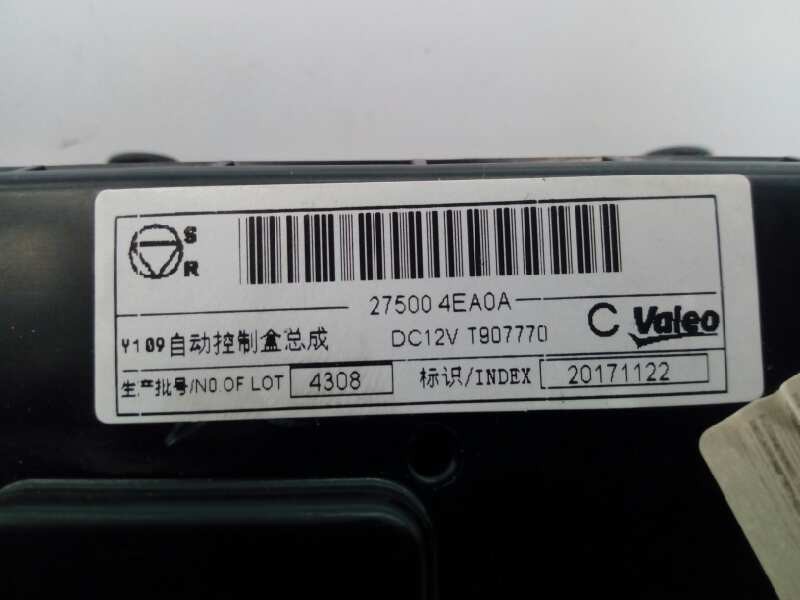 S
R
27500 4EA0A
Y109自动控制盒总成 DC12V T907770 C Valeo
生产批号/NO.OF LOT 4308 标识/INDEX 20171122